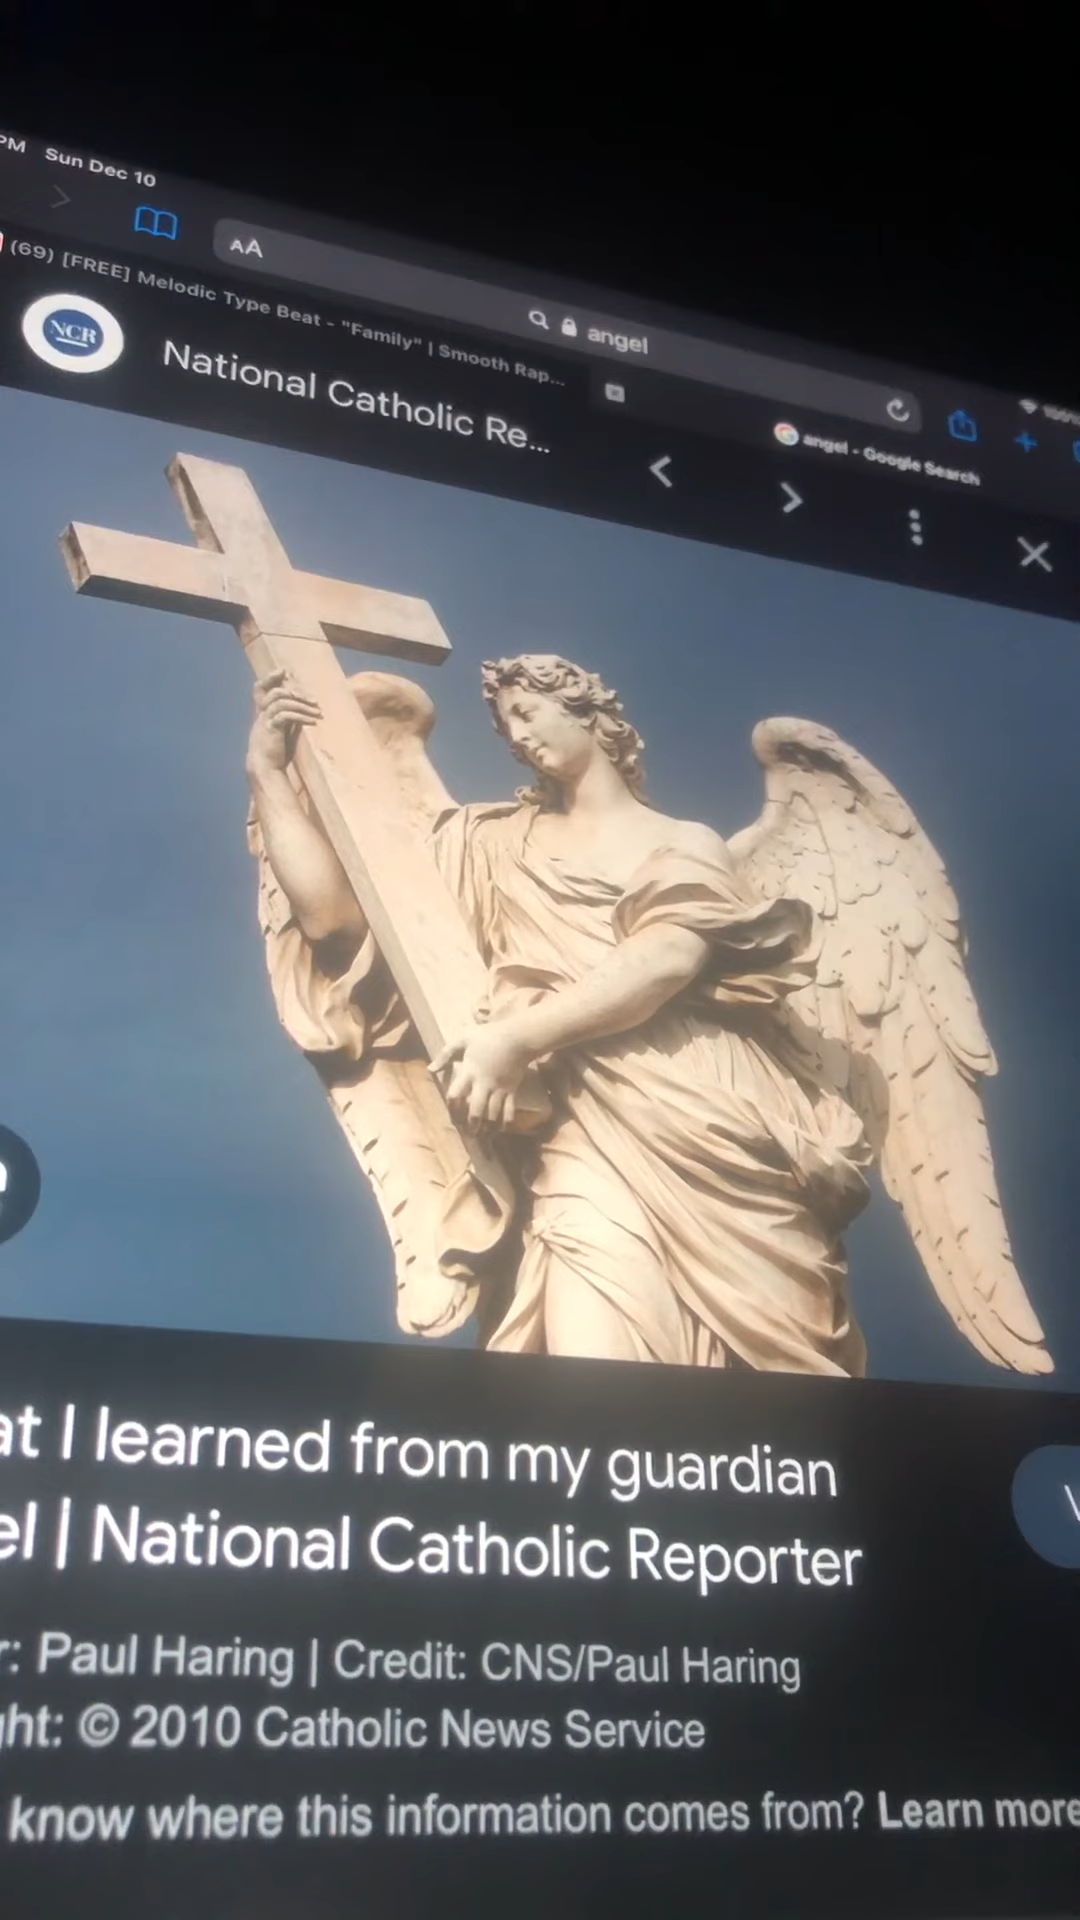 PM Sun Dec 10
AA
angel
(69) [FREE] Melodic Type Beat - "Family" | Smooth Rap...
angel - Google Search
NCR
National Catholic Re...
at I learned from my guardian
el | National Catholic Reporter
r: Paul Haring | Credit: CNS/Paul Haring
ght: © 2010 Catholic News Service
know where this information comes from? Learn more